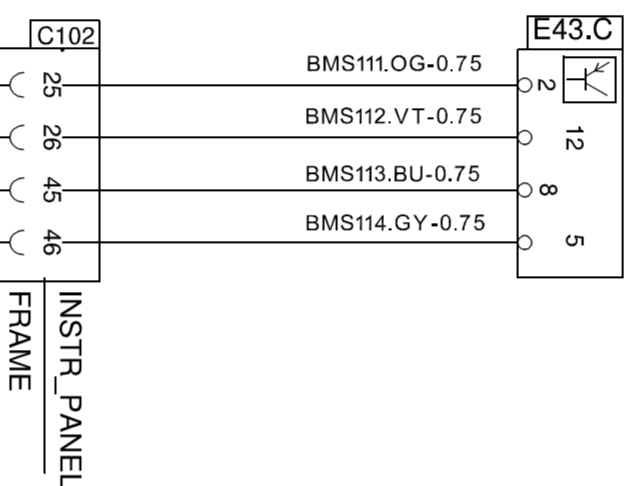 C102
E43.C
25
BMS111.OG-0.75
2
26
BMS112.VT-0.75
12
45
BMS113.BU-0.75
8
46
BMS114.GY-0.75
5
INSTR_PANEL
FRAME